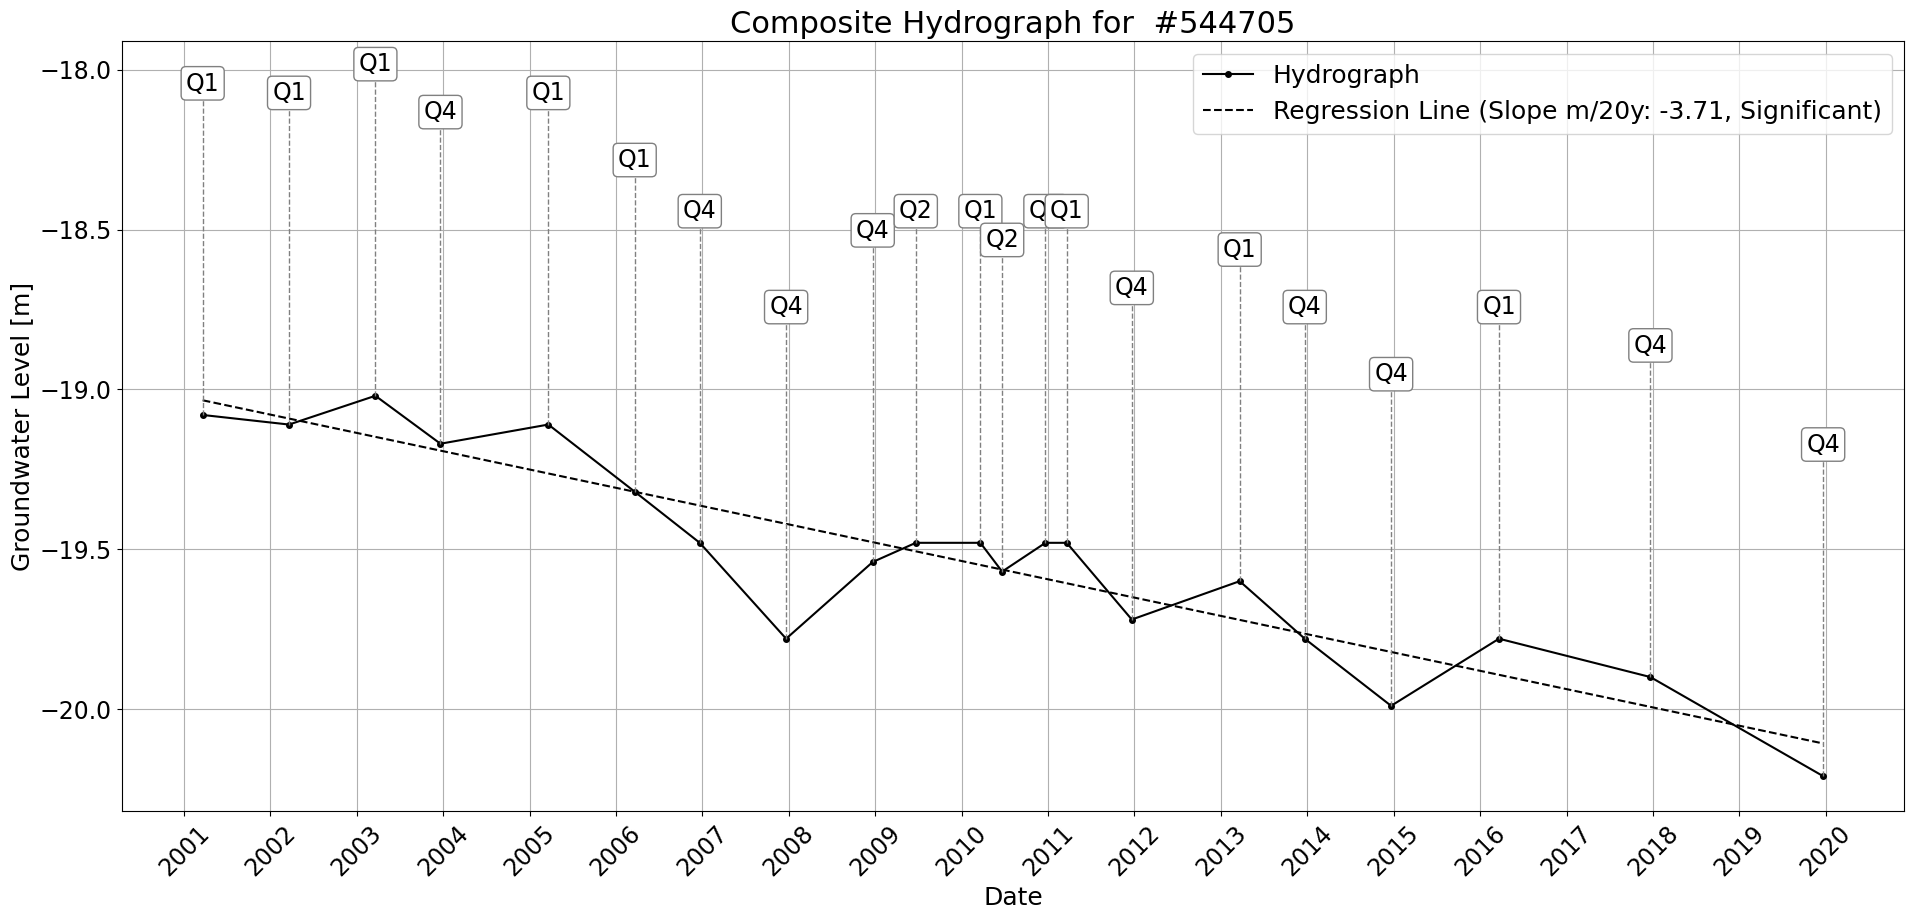 Composite Hydrograph for #544705
Hydrograph
Regression Line (Slope m/20y: -3.71, Significant)
Groundwater Level [m]
−18.0
−18.5
−19.0
−19.5
−20.0
Q1
Q1
Q1
Q4
Q1
Q1
Q4
Q4
Q4
Q2
Q1
Q2
Q
Q1
Q4
Q1
Q4
Q4
Q1
Q4
Q4
2001
2002
2003
2004
2005
2006
2007
2008
2009
2010
2011
2012
2013
2014
2015
2016
2017
2018
2019
2020
Date